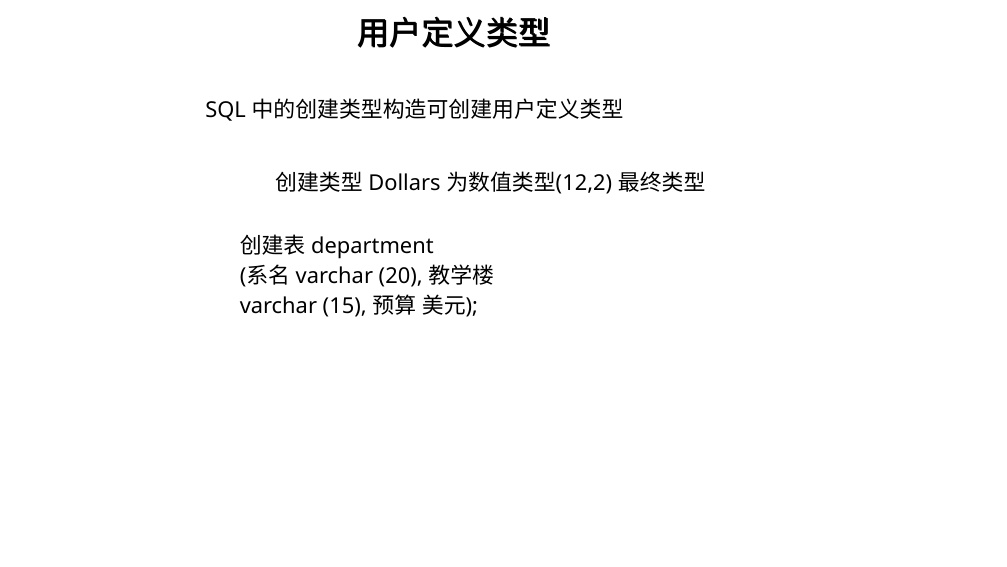 用户定义类型
SQL 中的创建类型构造可创建用户定义类型
创建类型 Dollars 为数值类型(12,2) 最终类型
创建表 department
(系名 varchar (20), 教学楼
varchar (15), 预算 美元);